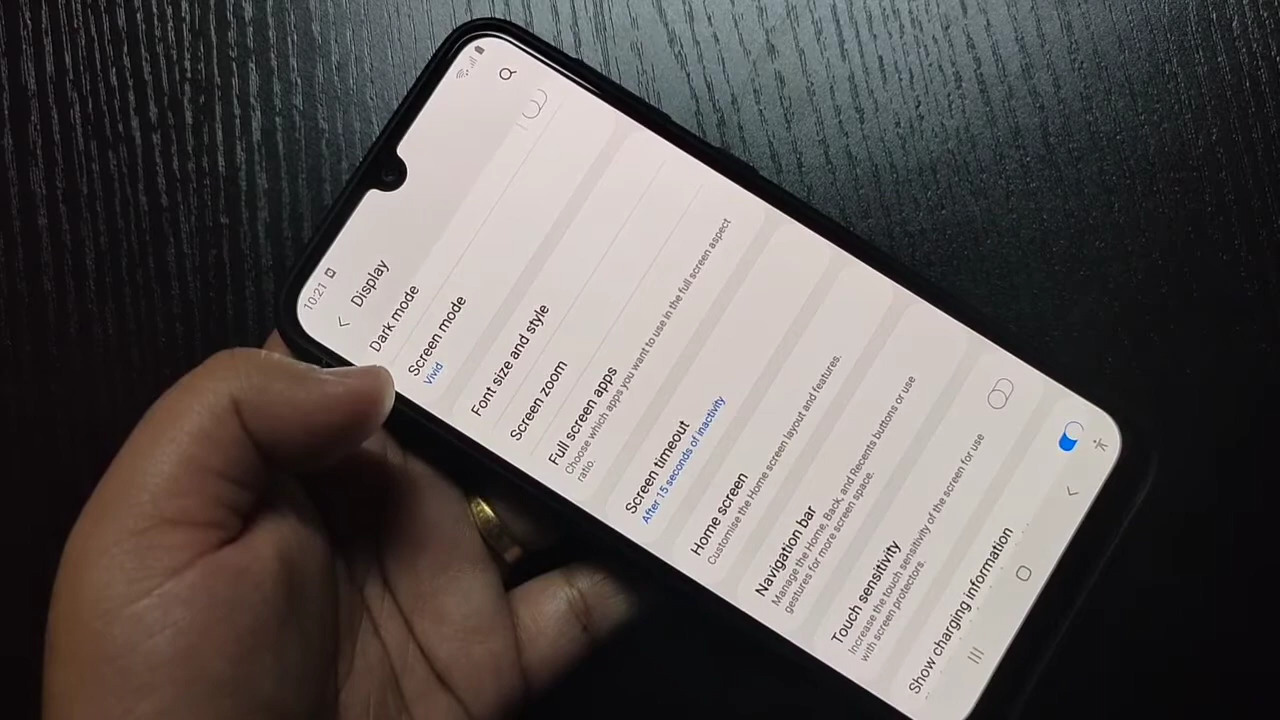 10:21
Display
Dark mode
Screen mode
Vivid
Font size and style
Screen zoom
Full screen apps
Choose which apps you want to use in the full screen aspect
ratio.
Screen timeout
After 15 seconds of inactivity
Home screen
Customise the Home screen layout and features.
Navigation bar
Manage the Home, Back, and Recents buttons or use
gestures for more screen space.
Touch sensitivity
Increase the touch sensitivity of the screen for use
with screen protectors.
Show charging information